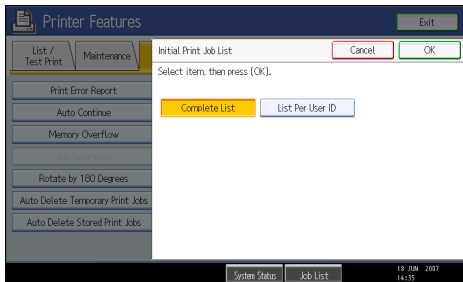 Printer Features
Exit
List /
Test Print
Maintenance
Initial Print Job List
Cancel
OK
Select item, then press [OK].
Print Error Report
Complete List
List Per User ID
Auto Continue
Memory Overflow
Job Separation
Rotate by 180 Degrees
Auto Delete Temporary Print Jobs
Auto Delete Stored Print Jobs
System Status
Job List
18 JUN 2007
14:35